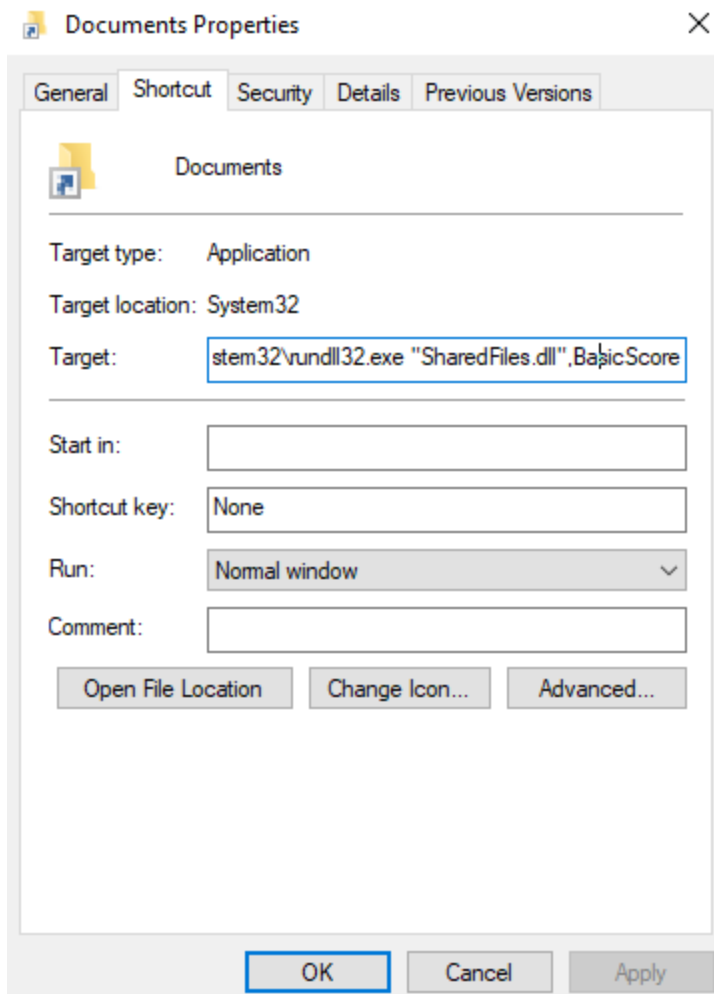 Documents Properties
General Shortcut Security Details Previous Versions
Documents
Target type: Application
Target location: System32
Target: stem32\rundll32.exe "SharedFiles.dll",BasicScore
Start in:
Shortcut key: None
Run: Normal window
Comment:
Open File Location Change Icon... Advanced...
OK Cancel Apply